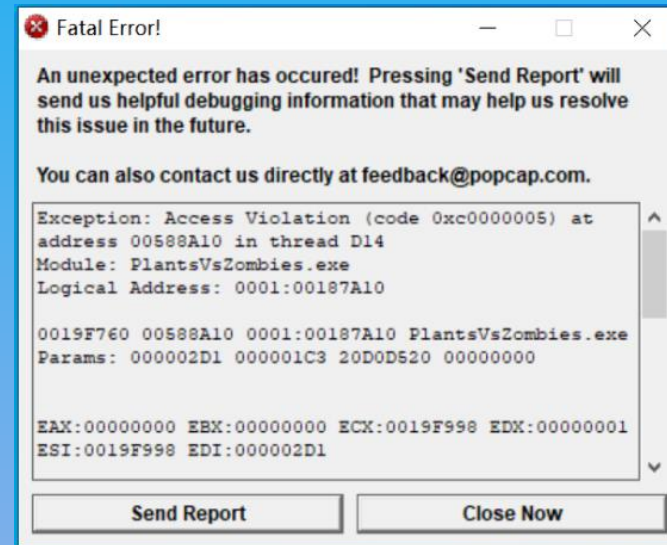 Fatal Error!
An unexpected error has occured! Pressing 'Send Report' will
send us helpful debugging information that may help us resolve
this issue in the future.
You can also contact us directly at feedback@popcap.com.
Exception: Access Violation (code 0xc0000005) at
address 00588A10 in thread D14
Module: PlantsVsZombies.exe
Logical Address: 0001:00187A10
0019F760 00588A10 0001:00187A10 PlantsVsZombies.exe
Params: 000002D1 000001C3 20D0D520 00000000
EAX:00000000 EBX:00000000 ECX:0019F998 EDX:00000001
ESI:0019F998 EDI:000002D1
Send Report
Close Now